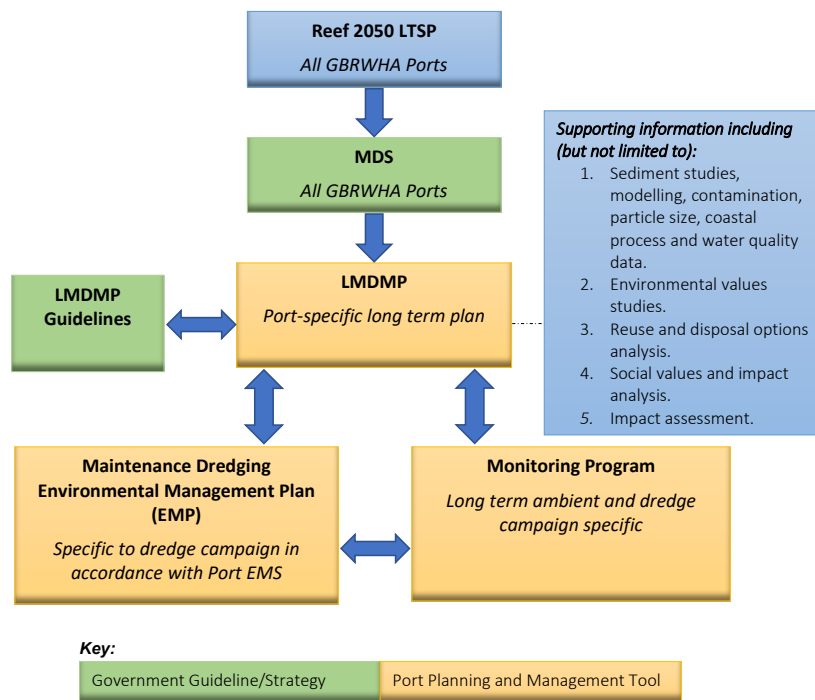 Reef 2050 LTSP
All GBRWHA Ports
MDS
All GBRWHA Ports
Supporting information including
(but not limited to):
1. Sediment studies,
modelling, contamination,
particle size, coastal
process and water quality
data.
2. Environmental values
studies.
3. Reuse and disposal options
analysis.
4. Social values and impact
analysis.
5. Impact assessment.
LMDMP
Guidelines
LMDMP
Port-specific long term plan
Maintenance Dredging
Environmental Management Plan
(EMP)
Specific to dredge campaign in
accordance with Port EMS
Monitoring Program
Long term ambient and dredge
campaign specific
Key:
Government Guideline/Strategy
Port Planning and Management Tool